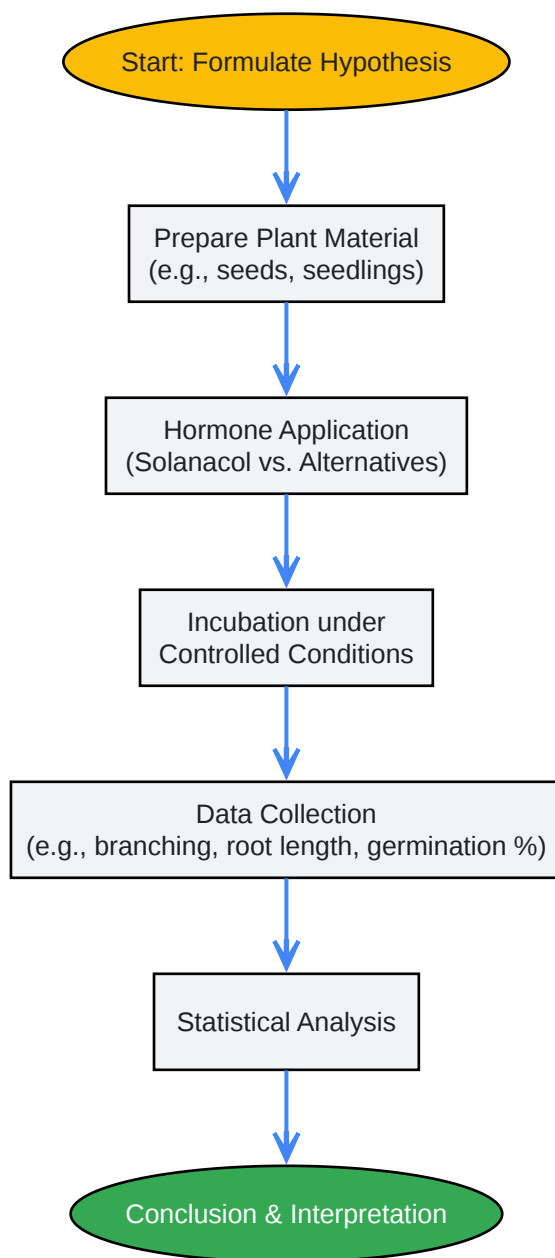 Start: Formulate Hypothesis
Prepare Plant Material
(e.g., seeds, seedlings)
Hormone Application
(Solanacol vs. Alternatives)
Incubation under
Controlled Conditions
Data Collection
(e.g., branching, root length, germination %)
Statistical Analysis
Conclusion & Interpretation